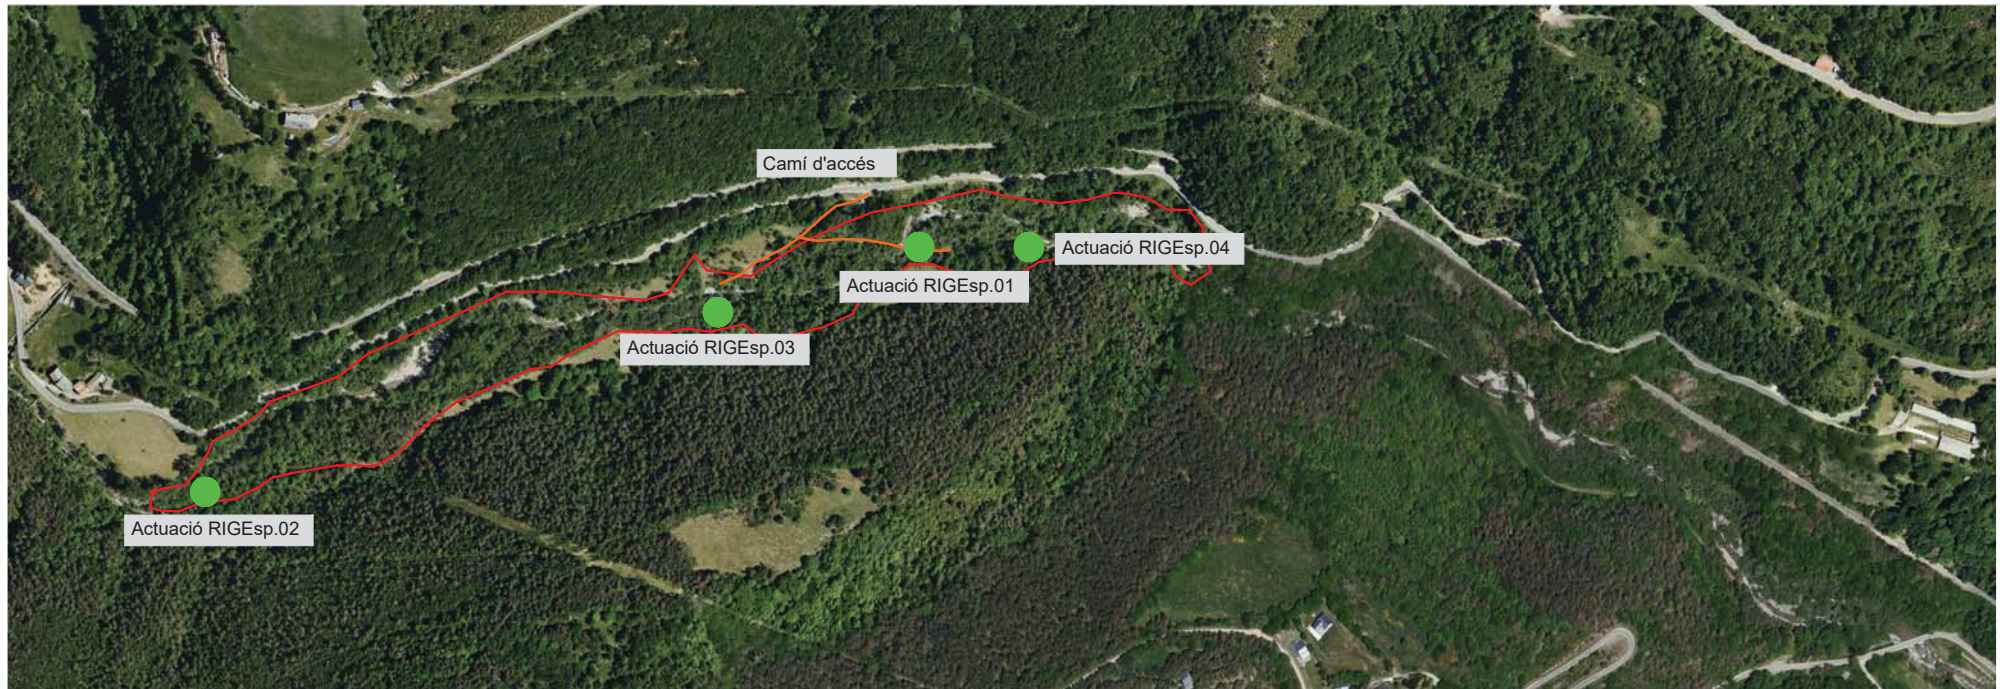 Camí d'accés
Actuació RIGEsp.04
Actuació RIGEsp.01
Actuació RIGEsp.03
Actuació RIGEsp.02